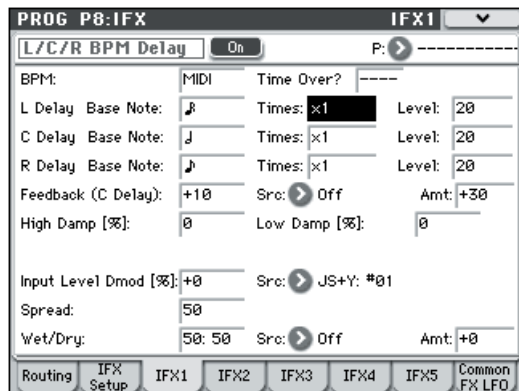 PROG P8:IFX IFX1
L/C/R BPM Delay On P: -----------
BPM: MIDI Time Over? ----
L Delay Base Note: Times: x1 Level: 20
C Delay Base Note: Times: x1 Level: 20
R Delay Base Note: Times: x1 Level: 20
Feedback (C Delay): +10 Src: Off Amt: +30
High Damp [%]: 0 Low Damp [%]: 0
Input Level Dmod [%]: +0 Src: JS+Y: #01
Spread: 50
Wet/Dry: 50: 50 Src: Off Amt: +0
Routing IFX Setup IFX1 IFX2 IFX3 IFX4 IFX5 Common FX LFO